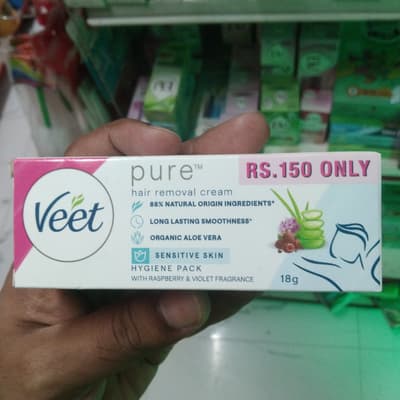 Veet
pure™
hair removal cream
RS.150 ONLY
88% NATURAL ORIGIN INGREDIENTS*
LONG LASTING SMOOTHNESS*
ORGANIC ALOE VERA
SENSITIVE SKIN
HYGIENE PACK
WITH RASPBERRY & VIOLET FRAGRANCE
18g